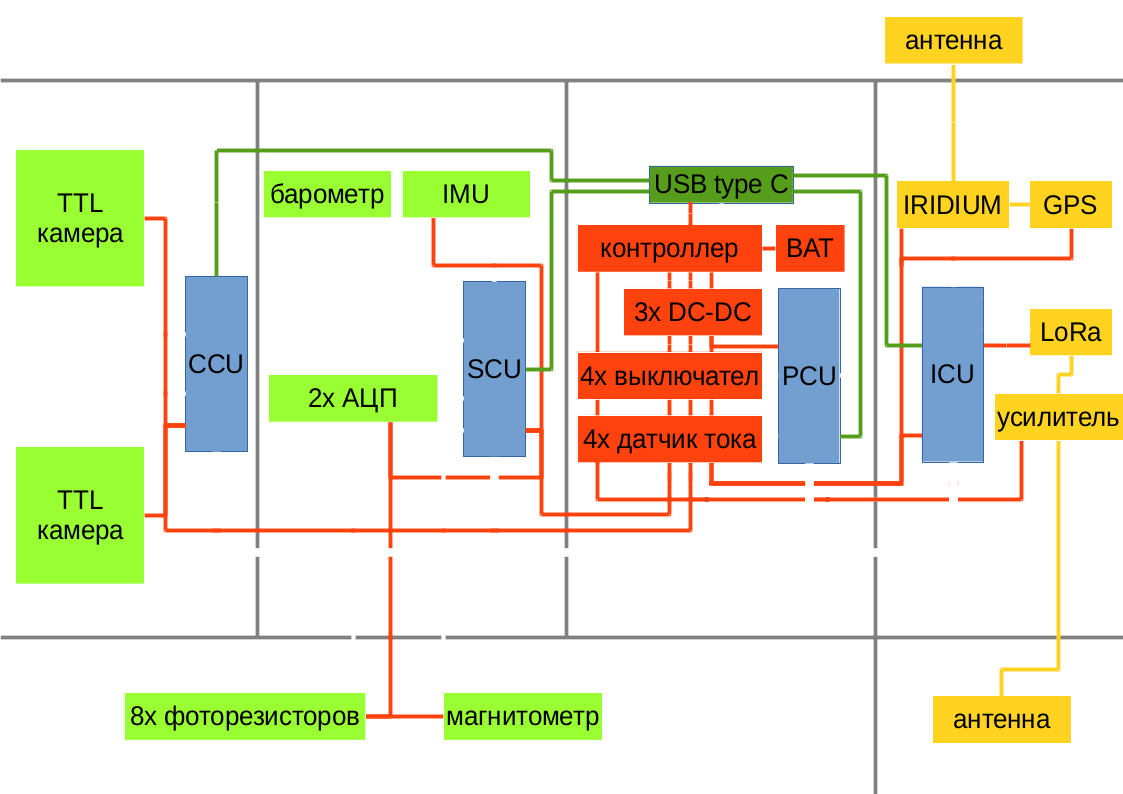 антенна
TTL
камера
барометр
IMU
USB type C
IRIDIUM
GPS
контроллер
BAT
3x DC-DC
LoRa
CCU
SCU
4x выключател
PCU
ICU
2x АЦП
усилитель
4x датчик тока
TTL
камера
8x фоторезисторов
магнитометр
антенна